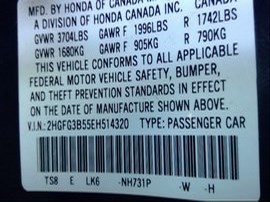 MFD. BY HONDA OF CANADA
A DIVISION OF HONDA CANADA INC.
GVWR 3704LBS GAWR F 1996LBS R 1742LBS
GVWR 1680KG GAWR F 905KG R 790KG
THIS VEHICLE CONFORMS TO ALL APPLICABLE
FEDERAL MOTOR VEHICLE SAFETY, BUMPER,
AND THEFT PREVENTION STANDARDS IN EFFECT
ON THE DATE OF MANUFACTURE SHOWN ABOVE.
V.I.N.: 2HGFG3B55EH514320 TYPE: PASSENGER CAR
TS8 E LK6 -NH731P -W -H